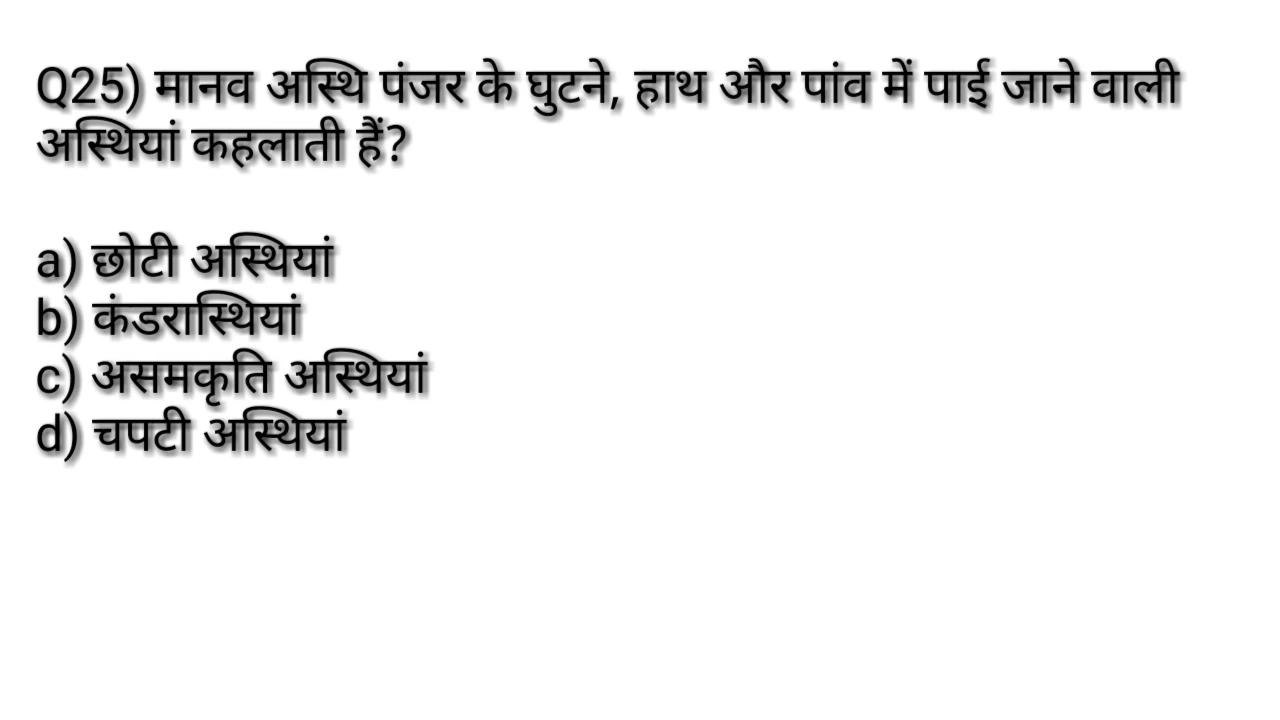 Q25) मानव अस्थि पंजर के घुटने, हाथ और पांव में पाई जाने वाली
अस्थियां कहलाती हैं?
a) छोटी अस्थियां
b) कंडरास्थियां
c) असमकृति अस्थियां
d) चपटी अस्थियां